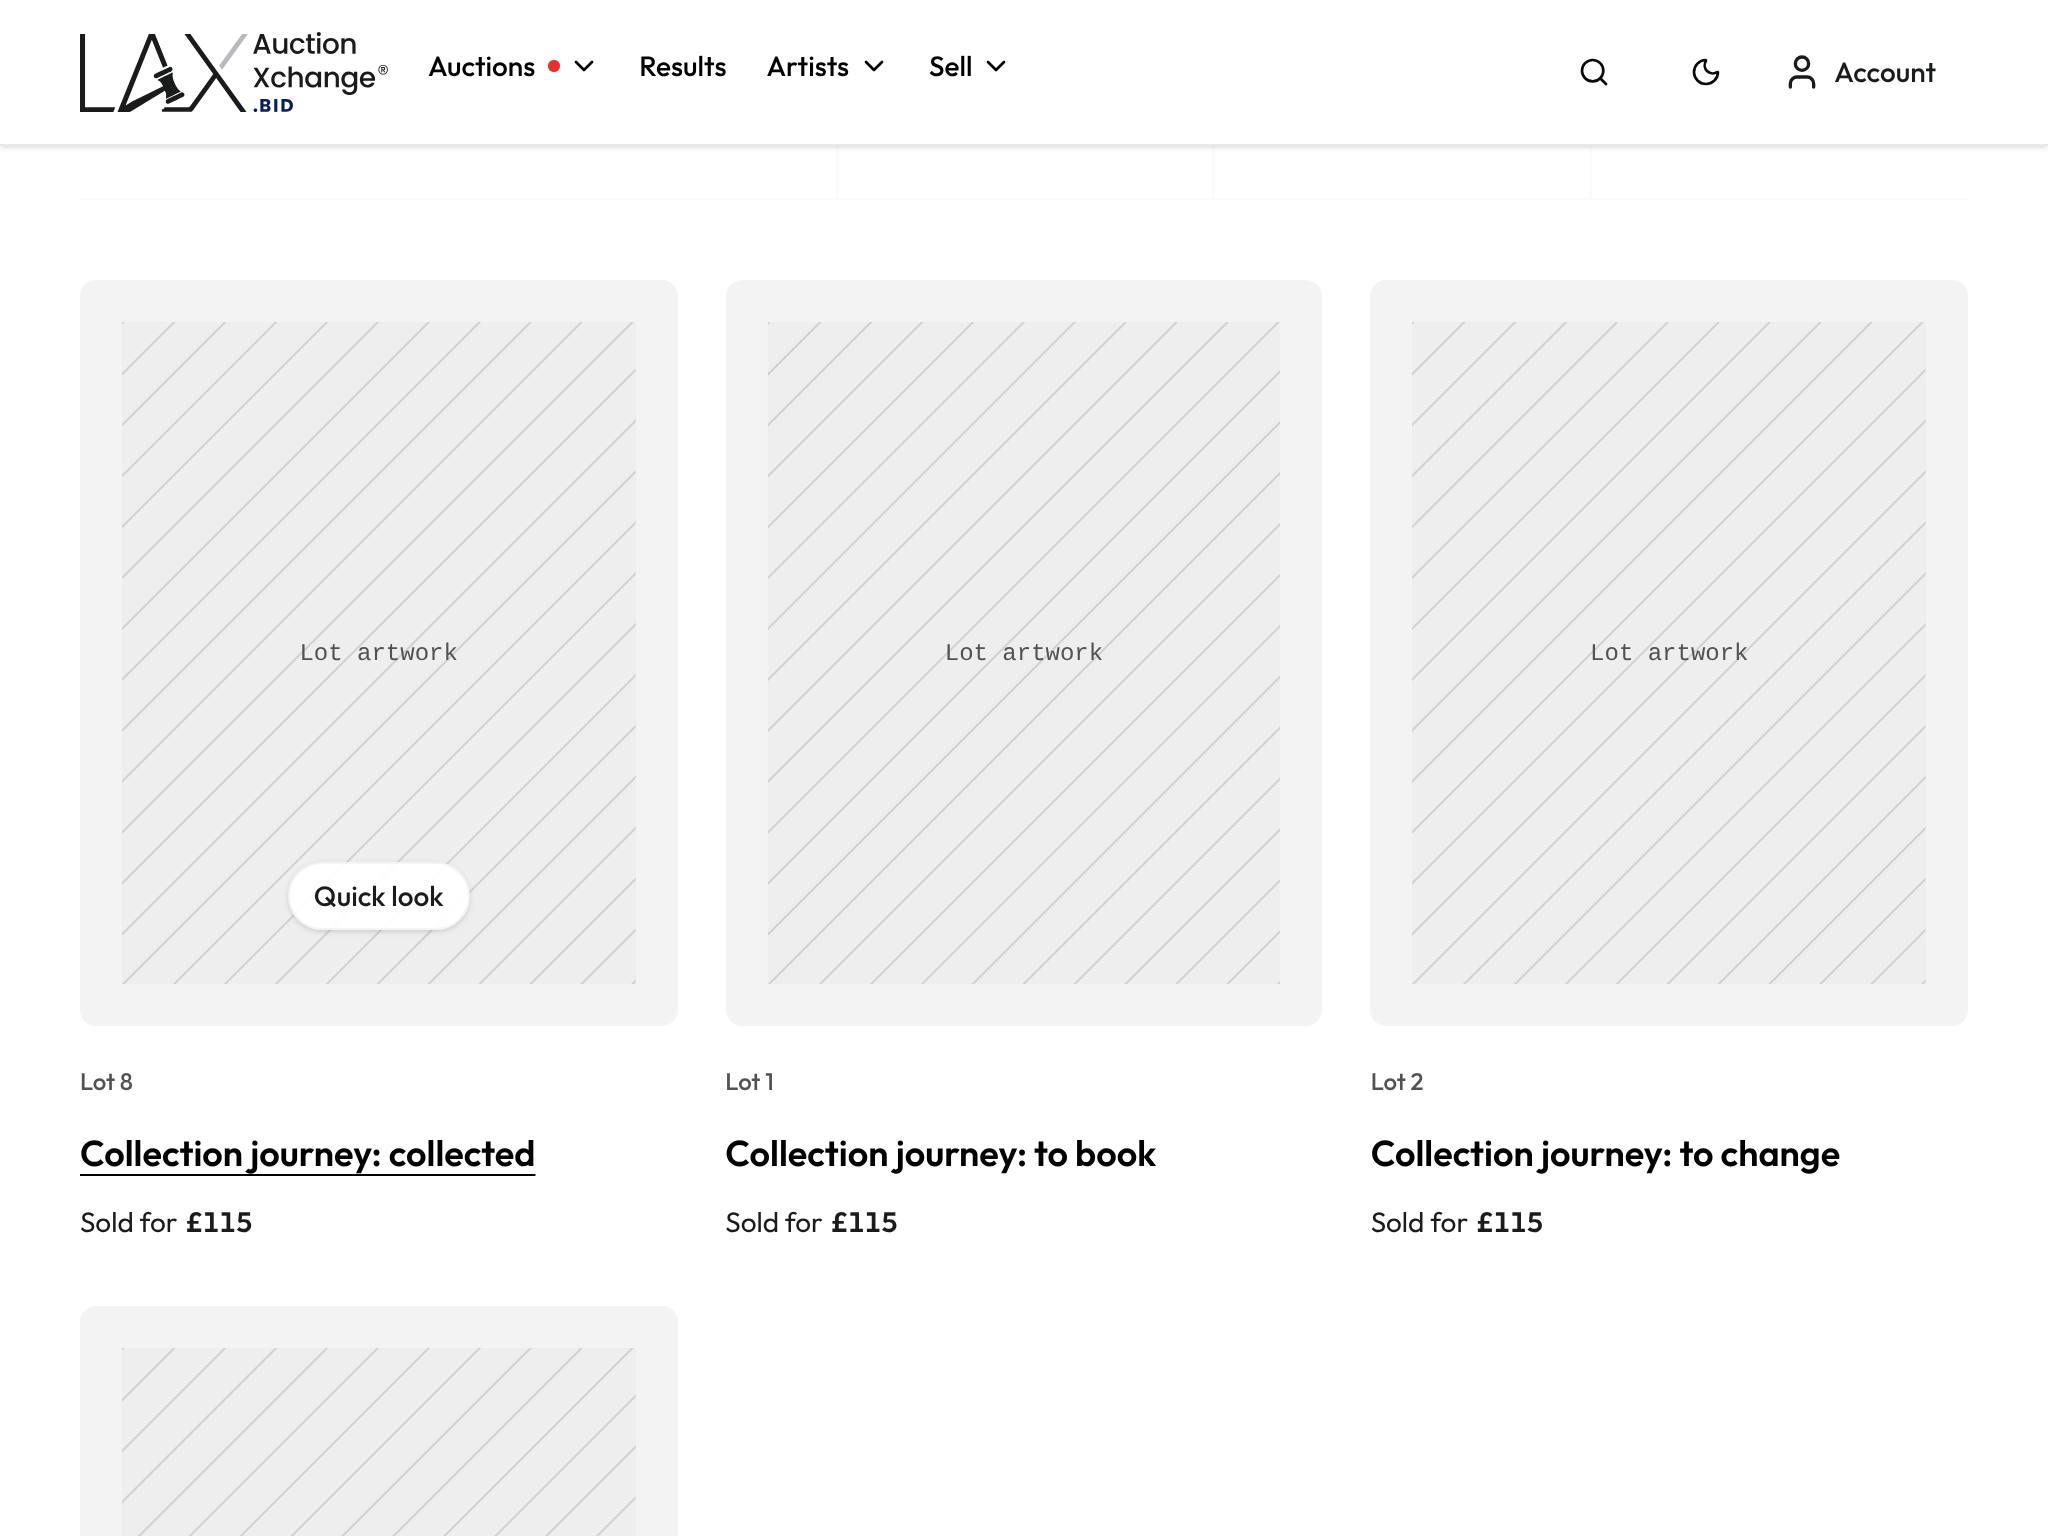 LAX Auction
Xchange®
.BID
Auctions
Results
Artists
Sell
Account
Lot artwork
Lot artwork
Lot artwork
Quick look
Lot 8
Lot 1
Lot 2
Collection journey: collected
Collection journey: to book
Collection journey: to change
Sold for £115
Sold for £115
Sold for £115